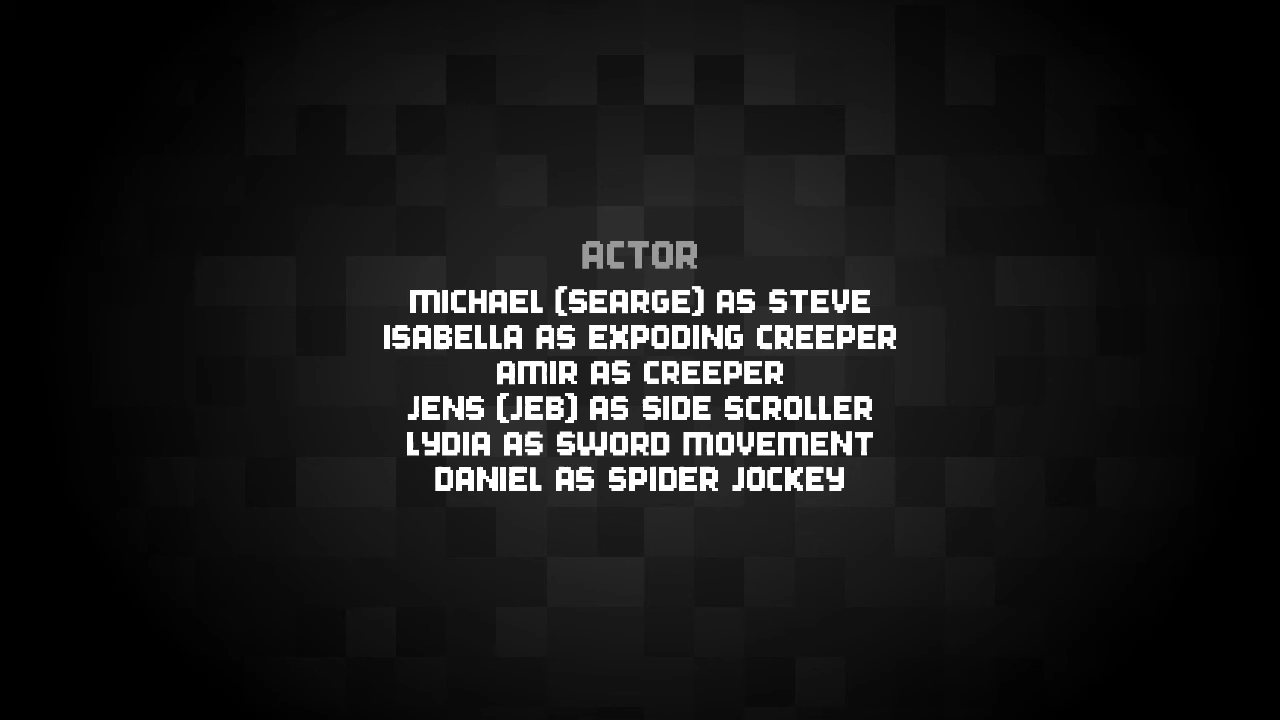 ACTOR
MICHAEL (SEARGE) AS STEVE
ISABELLA AS EXPODING CREEPER
AMIR AS CREEPER
JENS (JEB) AS SIDE SCROLLER
LYDIA AS SWORD MOVEMENT
DANIEL AS SPIDER JOCKEY